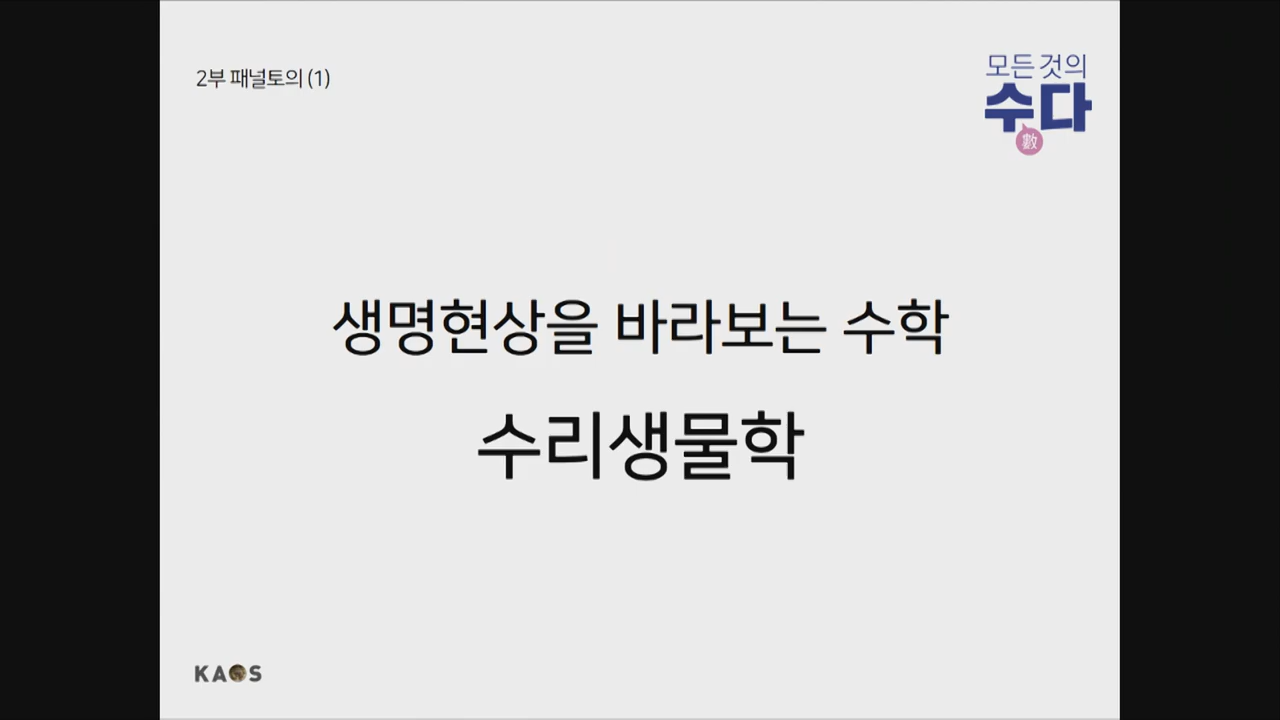 2부 패널토의 (1)
모든 것의
수다
數
생명현상을 바라보는 수학
수리생물학
KAOS